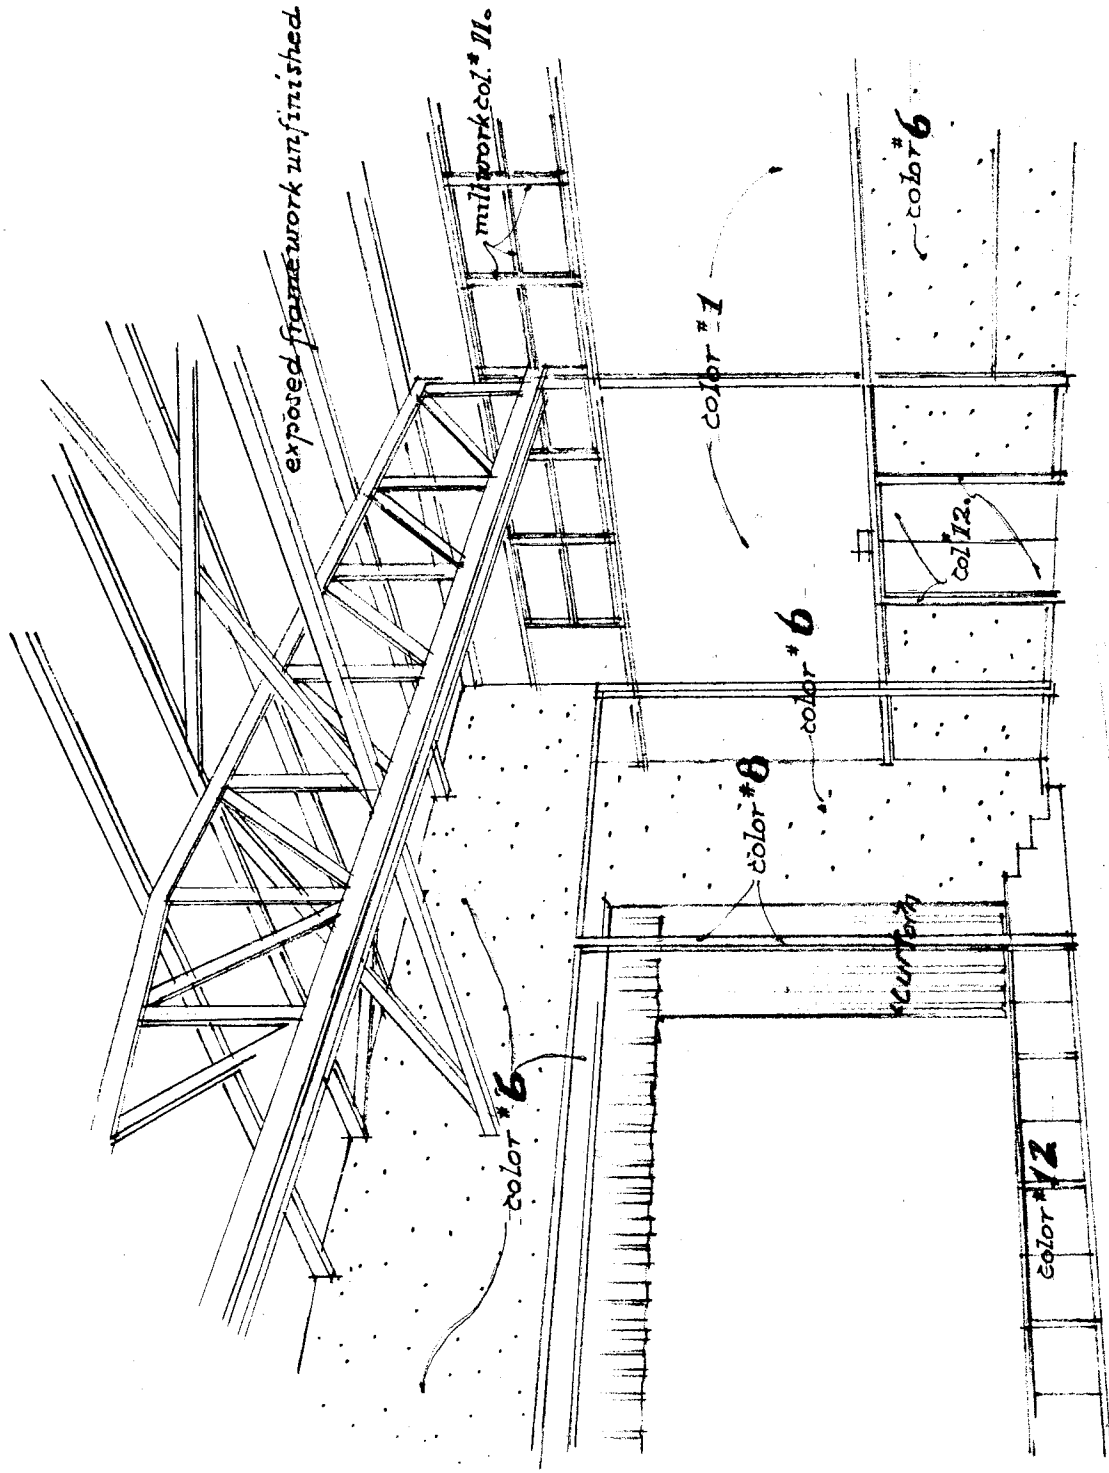 exposed framework unfinished
millwork col. # 11.
color # 1
color # 6
col # 12.
color # 6
color # 8
color # 6
curtain
color # 12